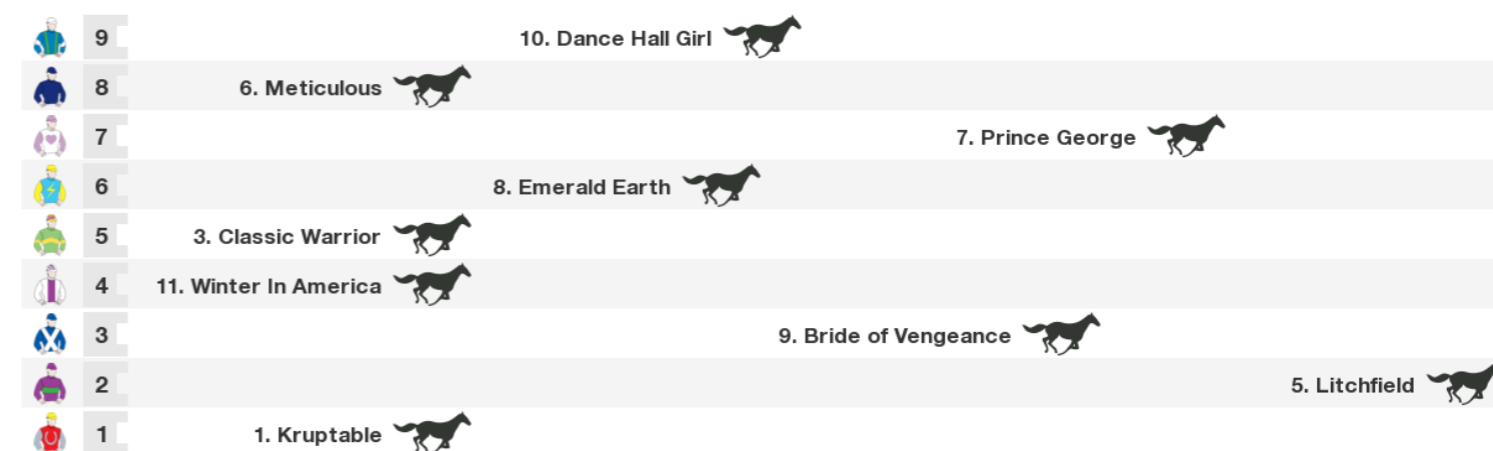 9 10. Dance Hall Girl
8 6. Meticulous
7 7. Prince George
6 8. Emerald Earth
5 3. Classic Warrior
4 11. Winter In America
3 9. Bride of Vengeance
2 5. Litchfield
1 1. Kruptable